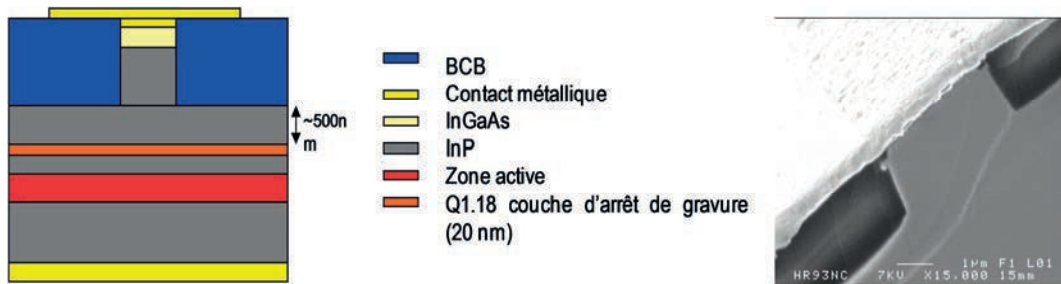 ~500n
m
BCB
Contact métallique
InGaAs
InP
Zone active
Q1.18 couche d'arrêt de gravure
(20 nm)
1µm F1 L01
HR93NC 7KV X15,000 15mm